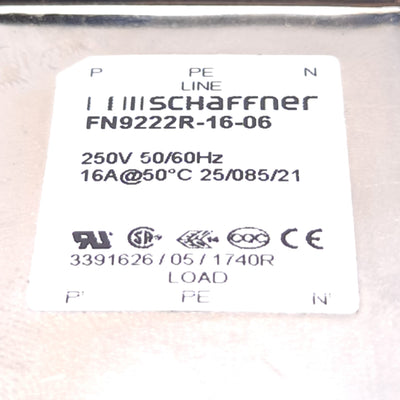 P PE N
LINE
SCHAFFNER
FN9222R-16-06
250V 50/60Hz
16A@50°C 25/085/21
3391626/05/1740R
LOAD
P' PE N'